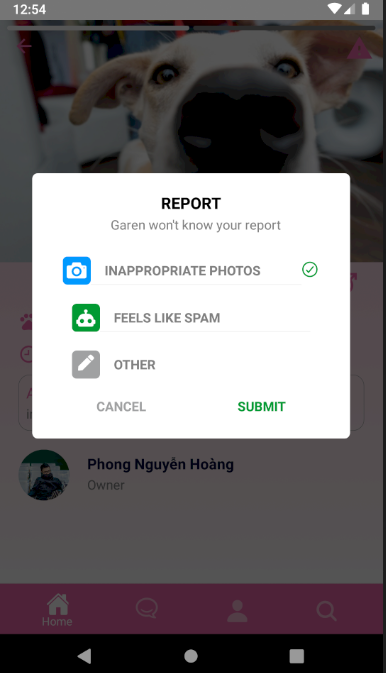 12:54
REPORT
Garen won't know your report
INAPPROPRIATE PHOTOS
FEELS LIKE SPAM
OTHER
CANCEL
SUBMIT
Phong Nguyễn Hoàng
Owner
Home